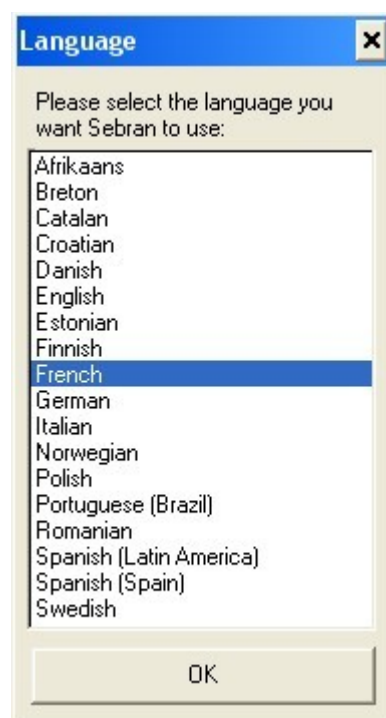 Language
Please select the language you
want Sebran to use:
Afrikaans
Breton
Catalan
Croatian
Danish
English
Estonian
Finnish
French
German
Italian
Norwegian
Polish
Portuguese (Brazil)
Romanian
Spanish (Latin America)
Spanish (Spain)
Swedish
OK